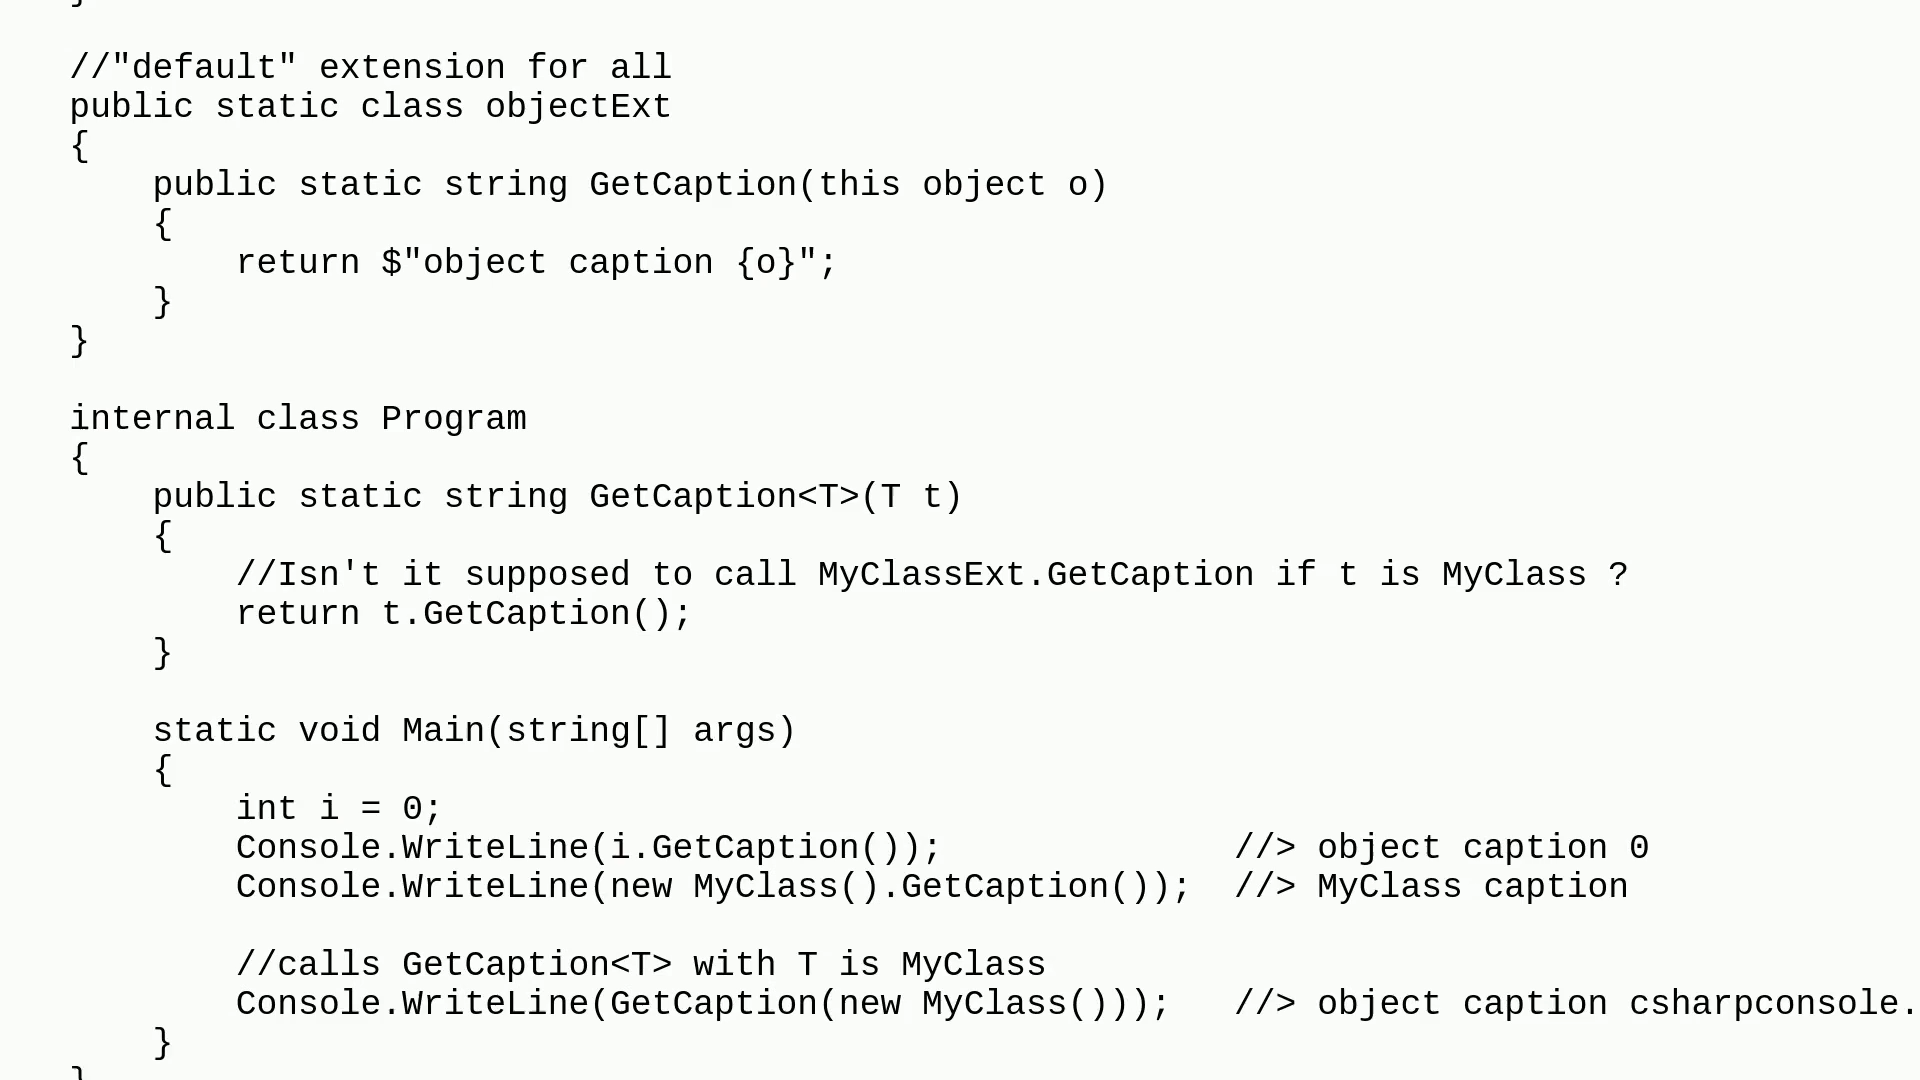 }
//"default" extension for all
public static class objectExt
{
    public static string GetCaption(this object o)
    {
        return $"object caption {o}";
    }
}
internal class Program
{
    public static string GetCaption<T>(T t)
    {
        //Isn't it supposed to call MyClassExt.GetCaption if t is MyClass ?
        return t.GetCaption();
    }
    static void Main(string[] args)
    {
        int i = 0;
        Console.WriteLine(i.GetCaption());              //> object caption 0
        Console.WriteLine(new MyClass().GetCaption());  //> MyClass caption
        //calls GetCaption<T> with T is MyClass
        Console.WriteLine(GetCaption(new MyClass()));   //> object caption csharpconsole.
    }
}